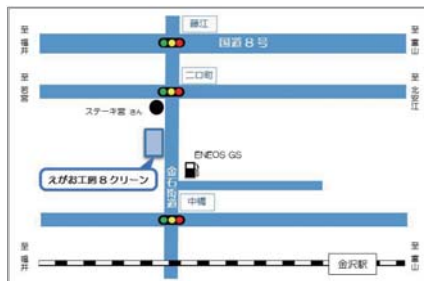 藤江
国道8号
至 福井
至 富山
二口町
至 若宮
至 北安江
ステーキ宮 さん
ENEOS GS
えがお工房8クリーン
金石街道
中橋
至 福井
至 富山
金沢駅